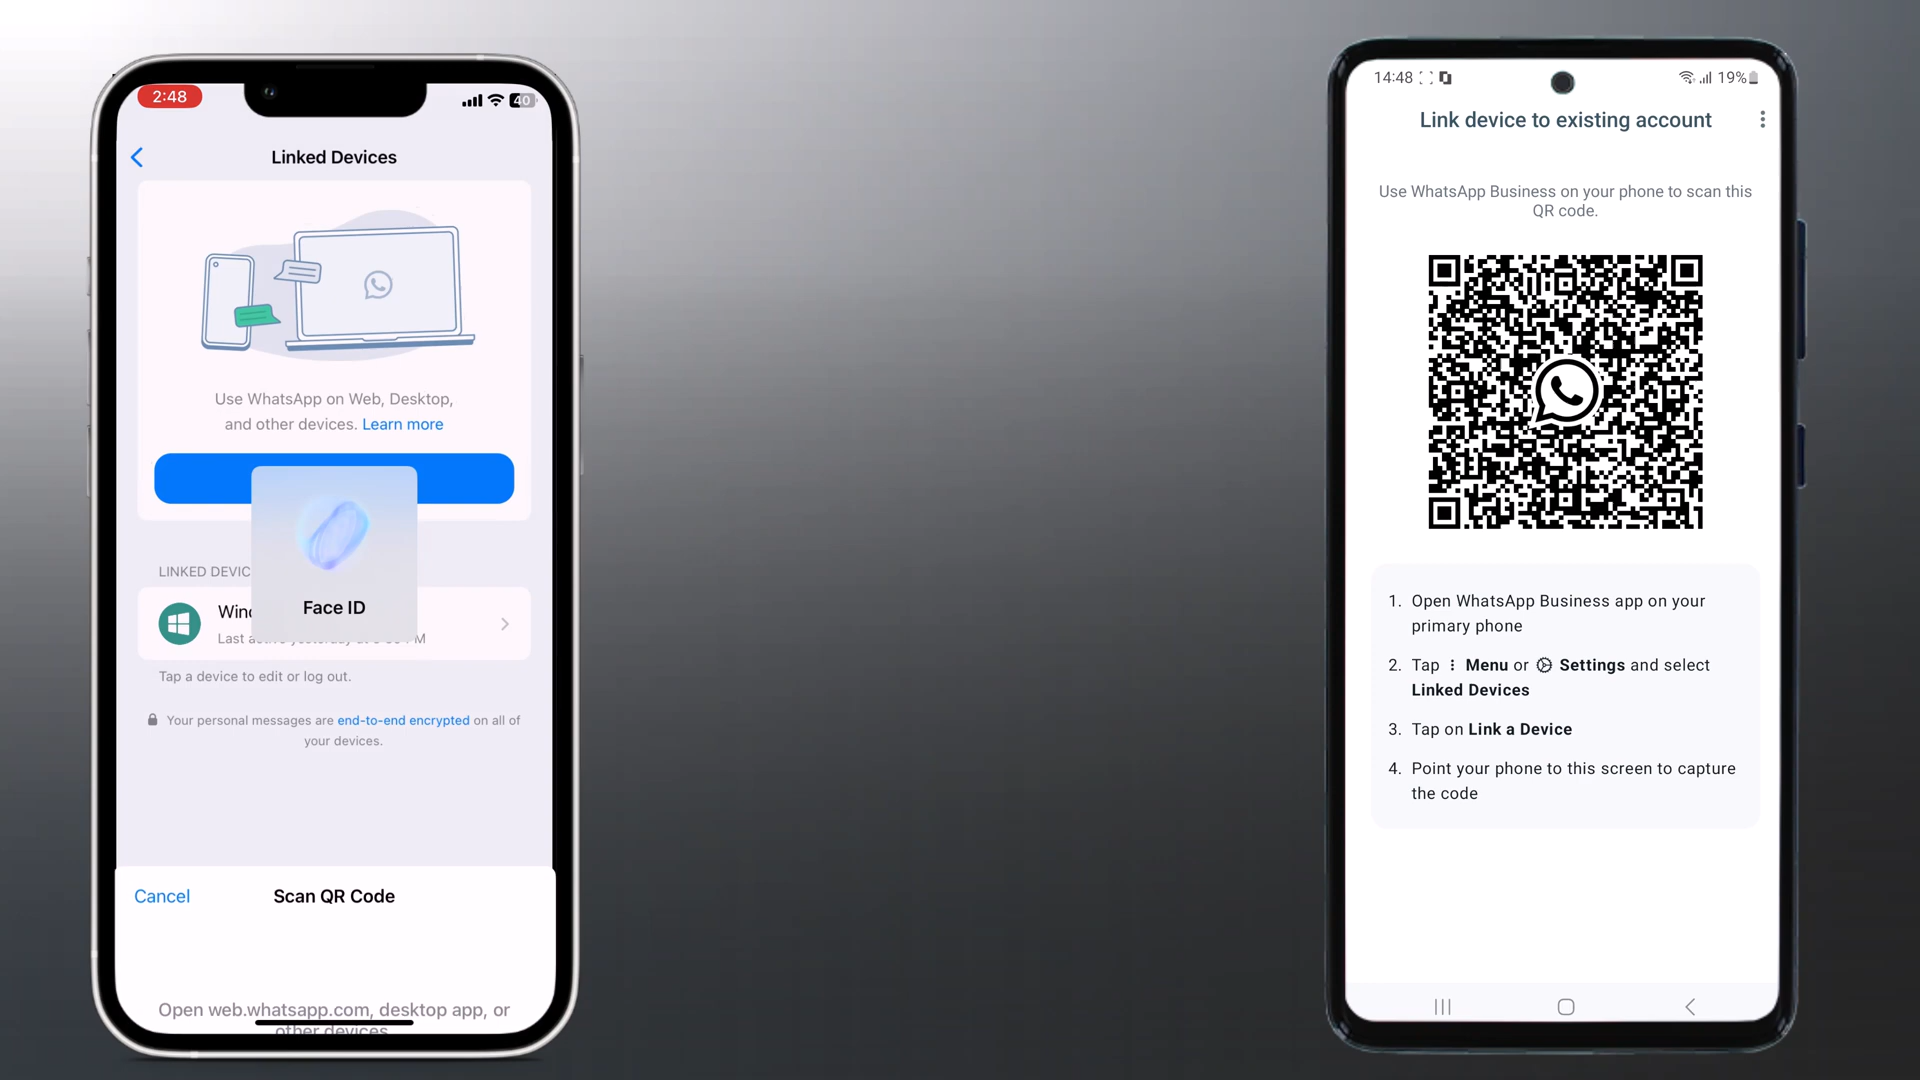 2:48
40
Linked Devices
Use WhatsApp on Web, Desktop,
and other devices. Learn more
LINKED DEVIC
Face ID
Last
Tap a device to edit or log out.
Your personal messages are end-to-end encrypted on all of
your devices.
Cancel
Scan QR Code
Open web.whatsapp.com, desktop app, or
other devices
14:48
19%
Link device to existing account
Use WhatsApp Business on your phone to scan this
QR code.
1. Open WhatsApp Business app on your
primary phone
2. Tap ⋮ Menu or Settings and select
Linked Devices
3. Tap on Link a Device
4. Point your phone to this screen to capture
the code